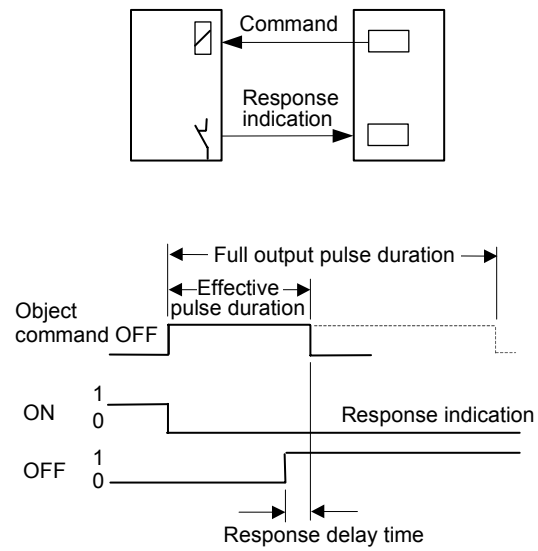 Command
Response
indication
Full output pulse duration
Effective
pulse duration
Object
command OFF
ON
1
0
Response indication
OFF
1
0
Response delay time